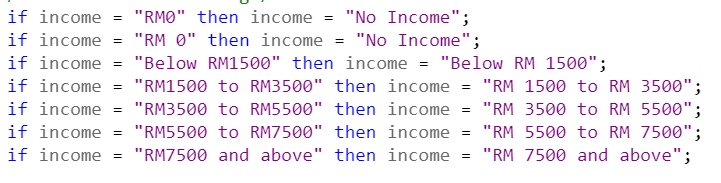 if income = "RM0" then income = "No Income";
if income = "RM 0" then income = "No Income";
if income = "Below RM1500" then income = "Below RM 1500";
if income = "RM1500 to RM3500" then income = "RM 1500 to RM 3500";
if income = "RM3500 to RM5500" then income = "RM 3500 to RM 5500";
if income = "RM5500 to RM7500" then income = "RM 5500 to RM 7500";
if income = "RM7500 and above" then income = "RM 7500 and above";